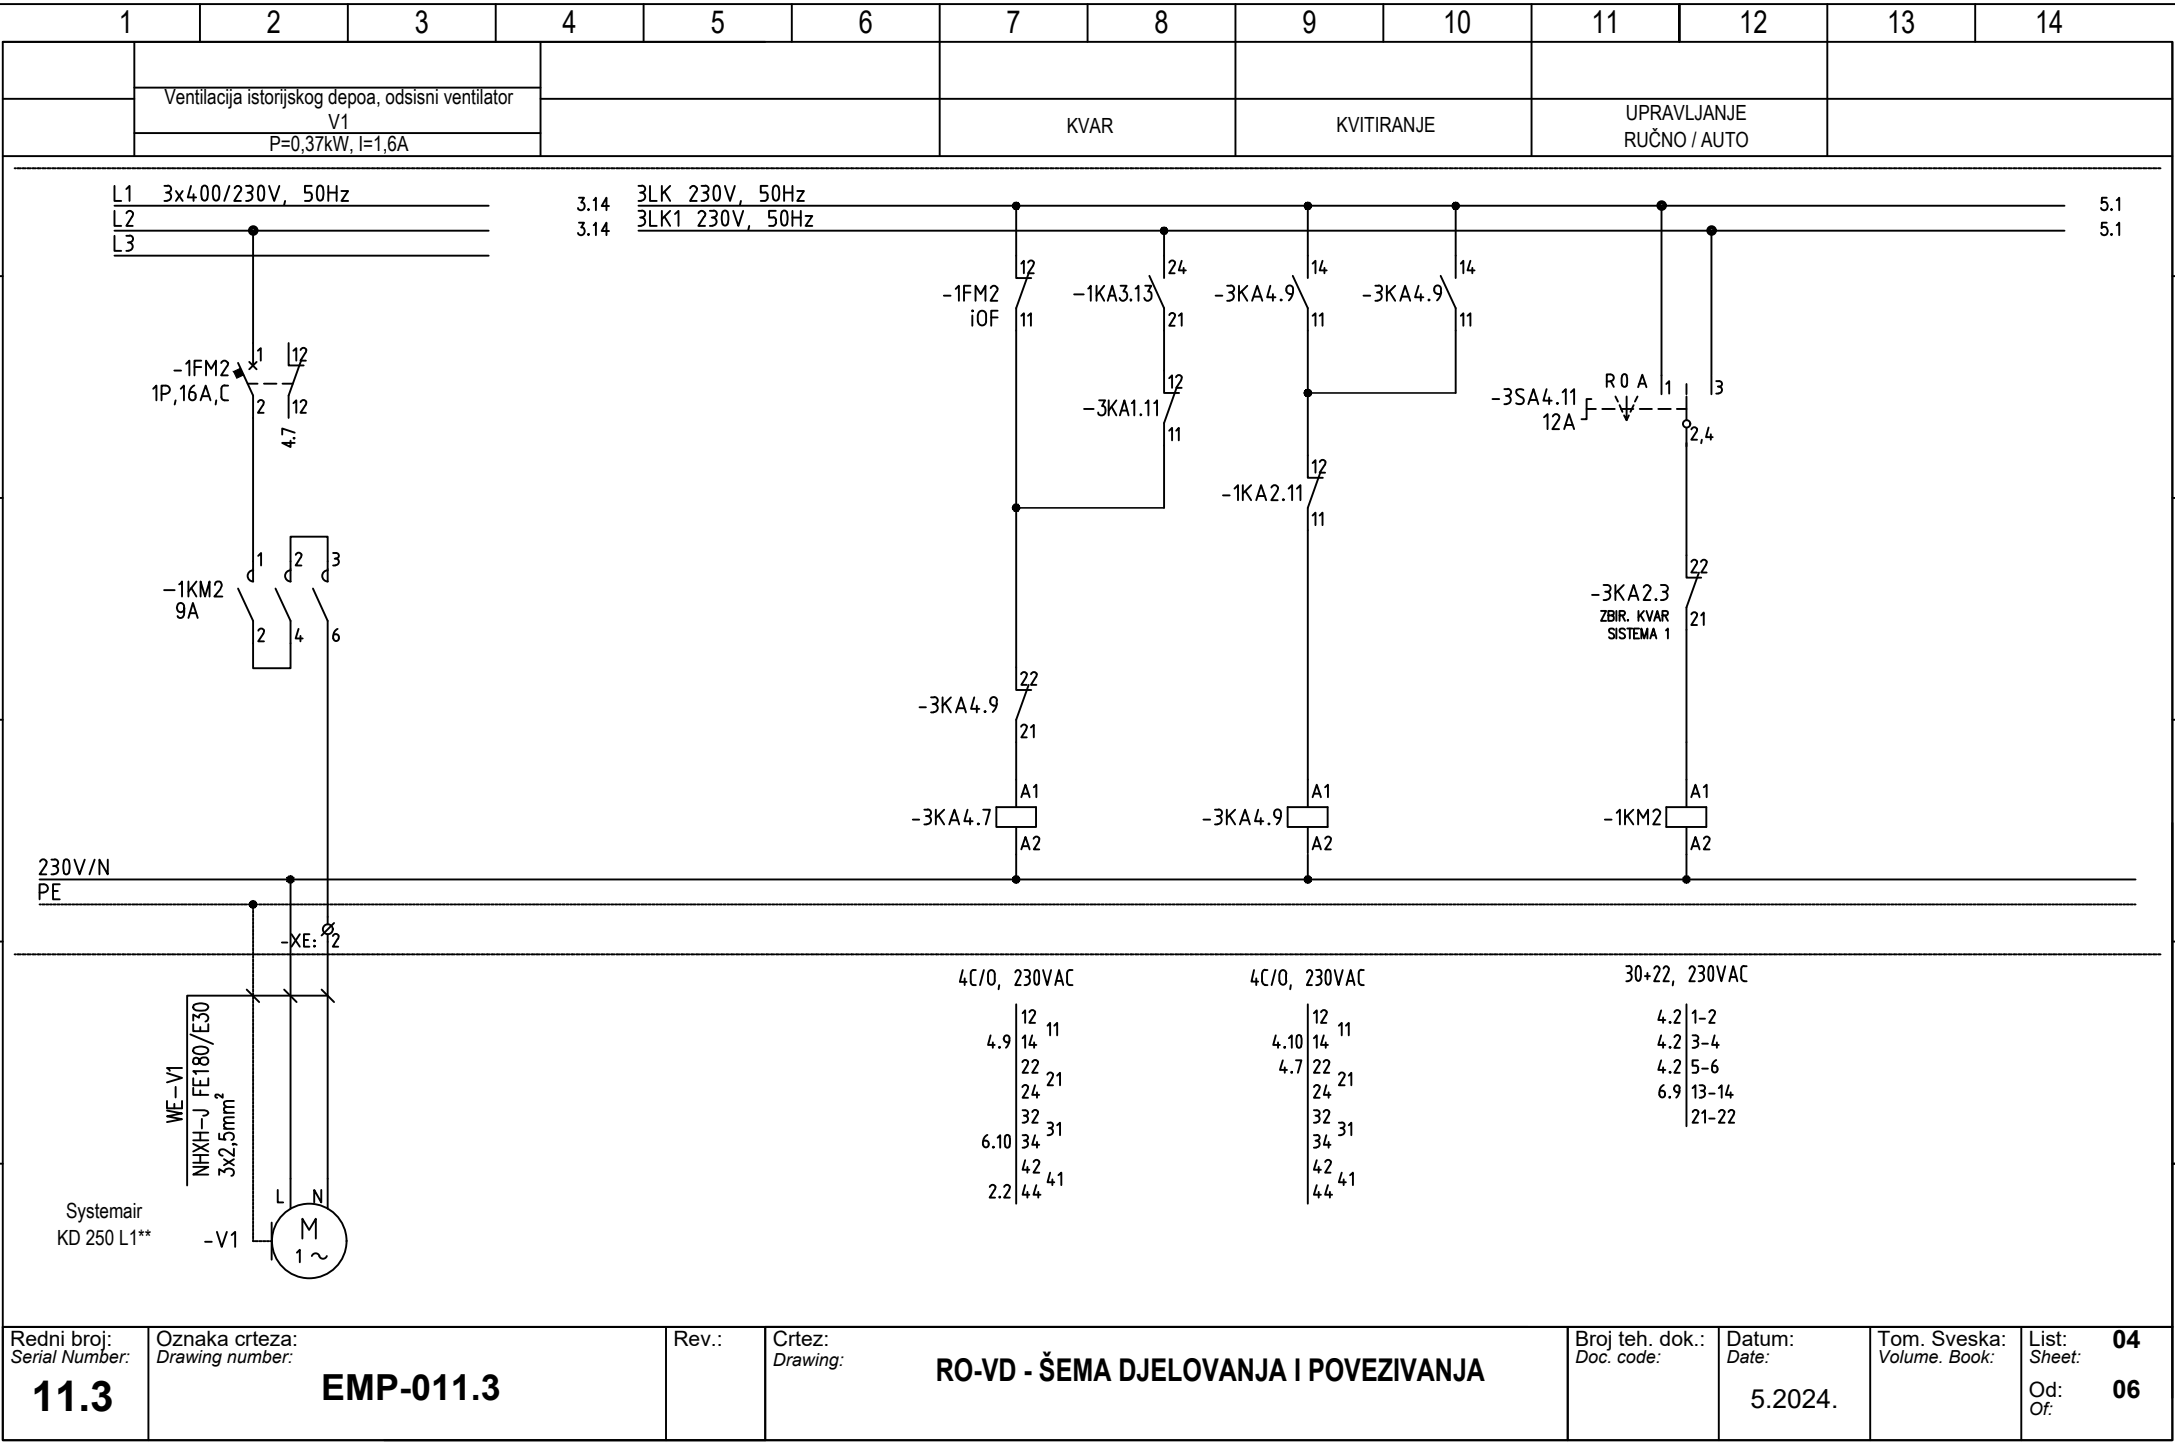 1 2 3 4 5 6 7 8 9 10 11 12 13 14
Ventilacija istorijskog depoa, odsisni ventilator
V1
P=0,37kW, I=1,6A
KVAR
KVITIRANJE
UPRAVLJANJE
RUČNO / AUTO
L1 3x400/230V, 50Hz
L2
L3
3.14 3LK 230V, 50Hz 5.1
3.14 3LK1 230V, 50Hz 5.1
-1FM2
1P,16A,C
1
2
12
12
4.7
-1KM2
9A
1 2 3
2 4 6
-1FM2
iOF
12
11
-1KA3.13
24
21
-3KA1.11
12
11
-3KA4.9
22
21
-3KA4.7
A1
A2
-3KA4.9
14
11
-3KA4.9
14
11
-1KA2.11
12
11
-3KA4.9
A1
A2
-3SA4.11
12A
R 0 A
1
3
2,4
-3KA2.3
ZBIR. KVAR
SISTEMA 1
22
21
-1KM2
A1
A2
230V/N
PE
-XE: 2
WE-V1
NHXH-J FE180/E30
3x2,5mm²
L N
M
1 ~
-V1
Systemair
KD 250 L1**
4C/O, 230VAC
12
11
4.9 14
22
21
24
32
31
6.10 34
42
41
2.2 44
4C/O, 230VAC
12
11
4.10 14
4.7 22
21
24
32
31
34
42
41
44
30+22, 230VAC
4.2 1-2
4.2 3-4
4.2 5-6
6.9 13-14
21-22
Redni broj:
Serial Number:
11.3
Oznaka crteza:
Drawing number:
EMP-011.3
Rev.:
Crtez:
Drawing:
RO-VD - ŠEMA DJELOVANJA I POVEZIVANJA
Broj teh. dok.:
Doc. code:
Datum:
Date:
5.2024.
Tom. Sveska:
Volume. Book:
List: 04
Sheet:
Od: 06
Of: